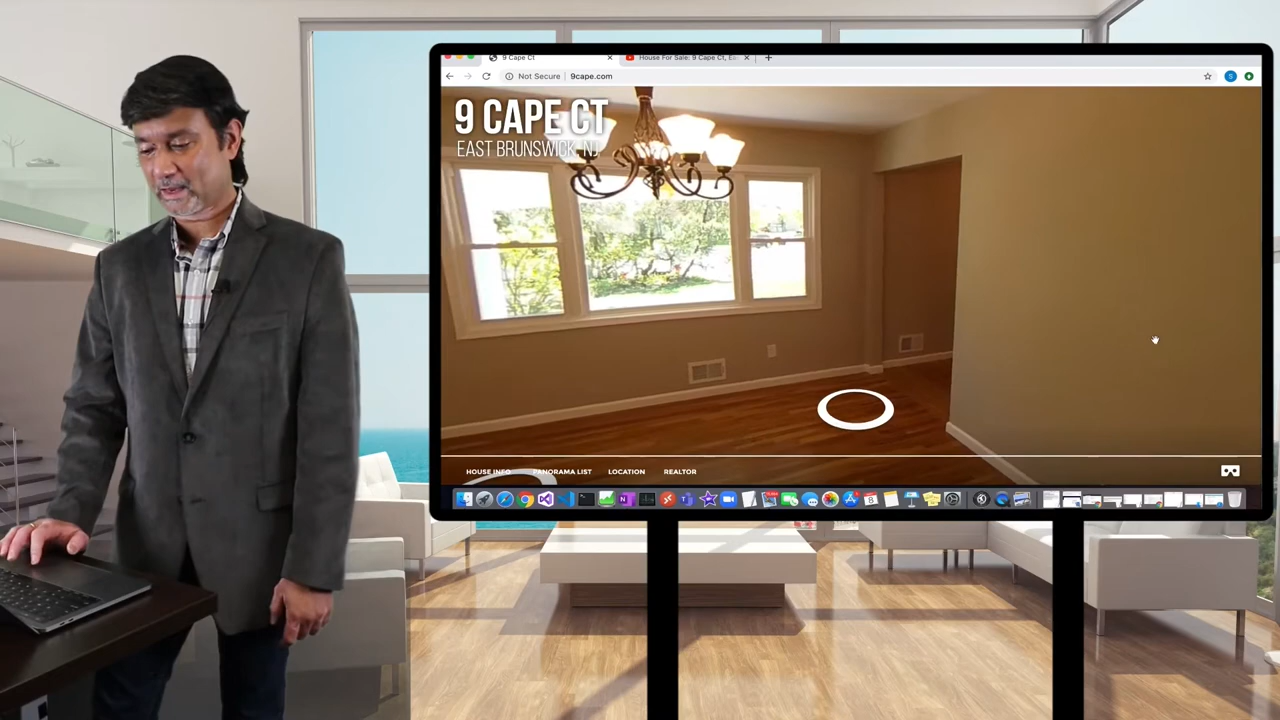 9 Cape Ct
House For Sale: 9 Cape Ct, Ea
Not Secure
9cape.com
S
9 CAPE CT
EAST BRUNSWICK, NJ
HOUSE INFO
PANORAMA LIST
LOCATION
REALTOR
8